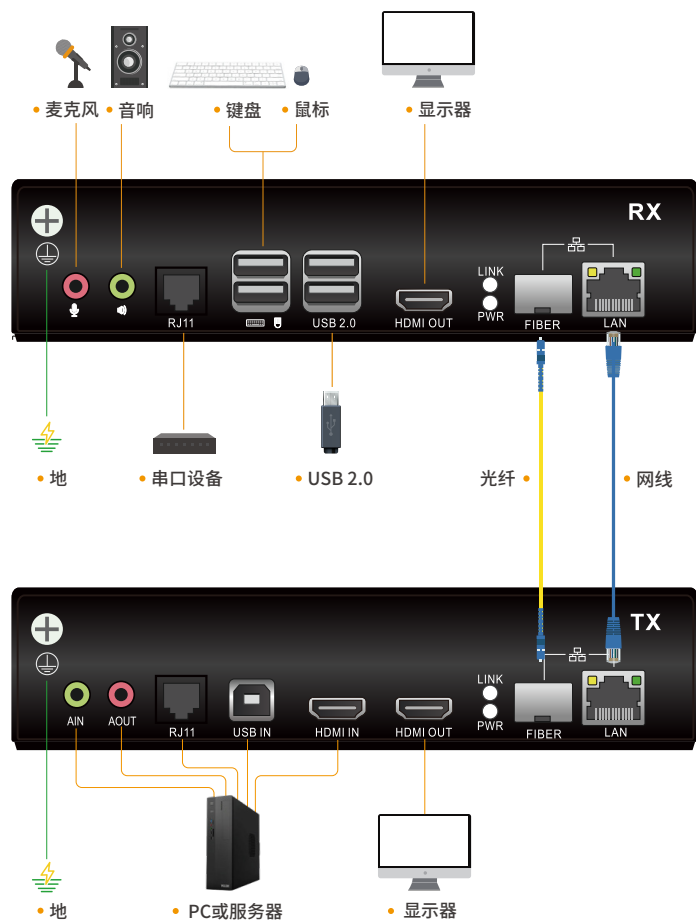 麦克风
音响
键盘
鼠标
显示器
RX
LINK
PWR
RJ11
USB 2.0
HDMI OUT
FIBER
LAN
地
串口设备
USB 2.0
光纤
网线
TX
LINK
PWR
AIN
AOUT
RJ11
USB IN
HDMI IN
HDMI OUT
FIBER
LAN
地
PC或服务器
显示器